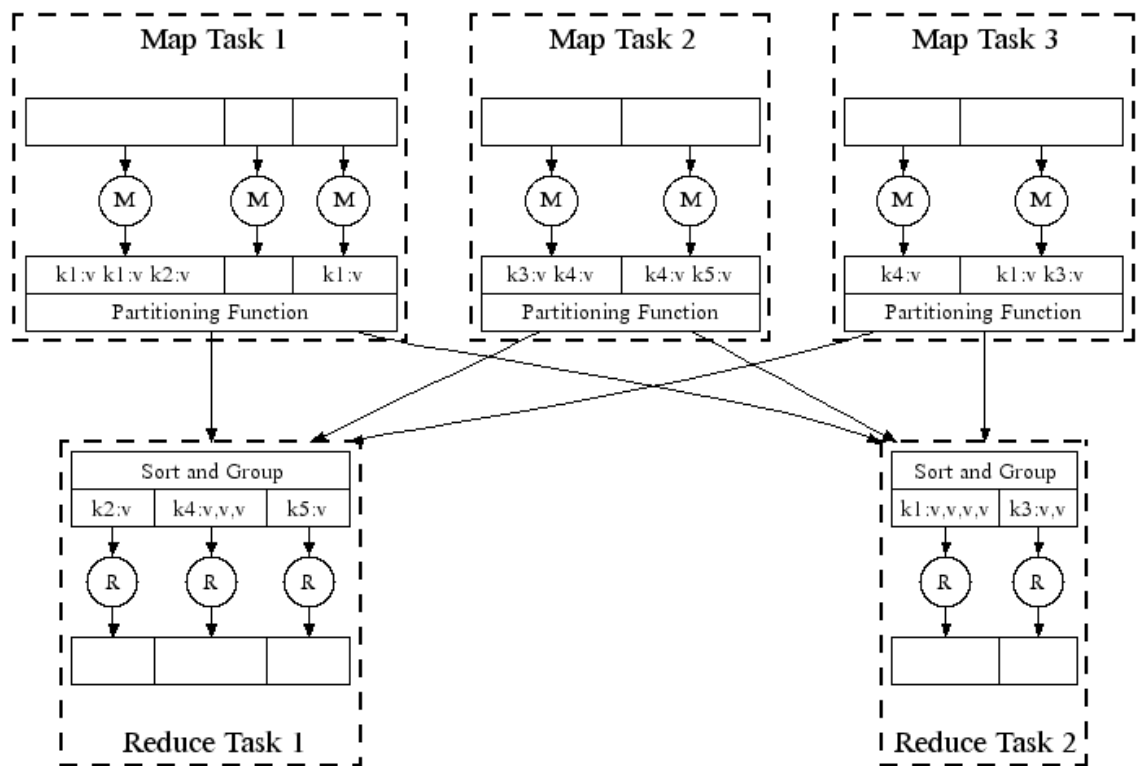 Map Task 1 Map Task 2 Map Task 3
M M M M M M M
k1:v k1:v k2:v k1:v k3:v k4:v k4:v k5:v k4:v k1:v k3:v
Partitioning Function Partitioning Function Partitioning Function
Sort and Group Sort and Group
k2:v k4:v,v,v k5:v k1:v,v,v,v k3:v,v
R R R R R
Reduce Task 1 Reduce Task 2